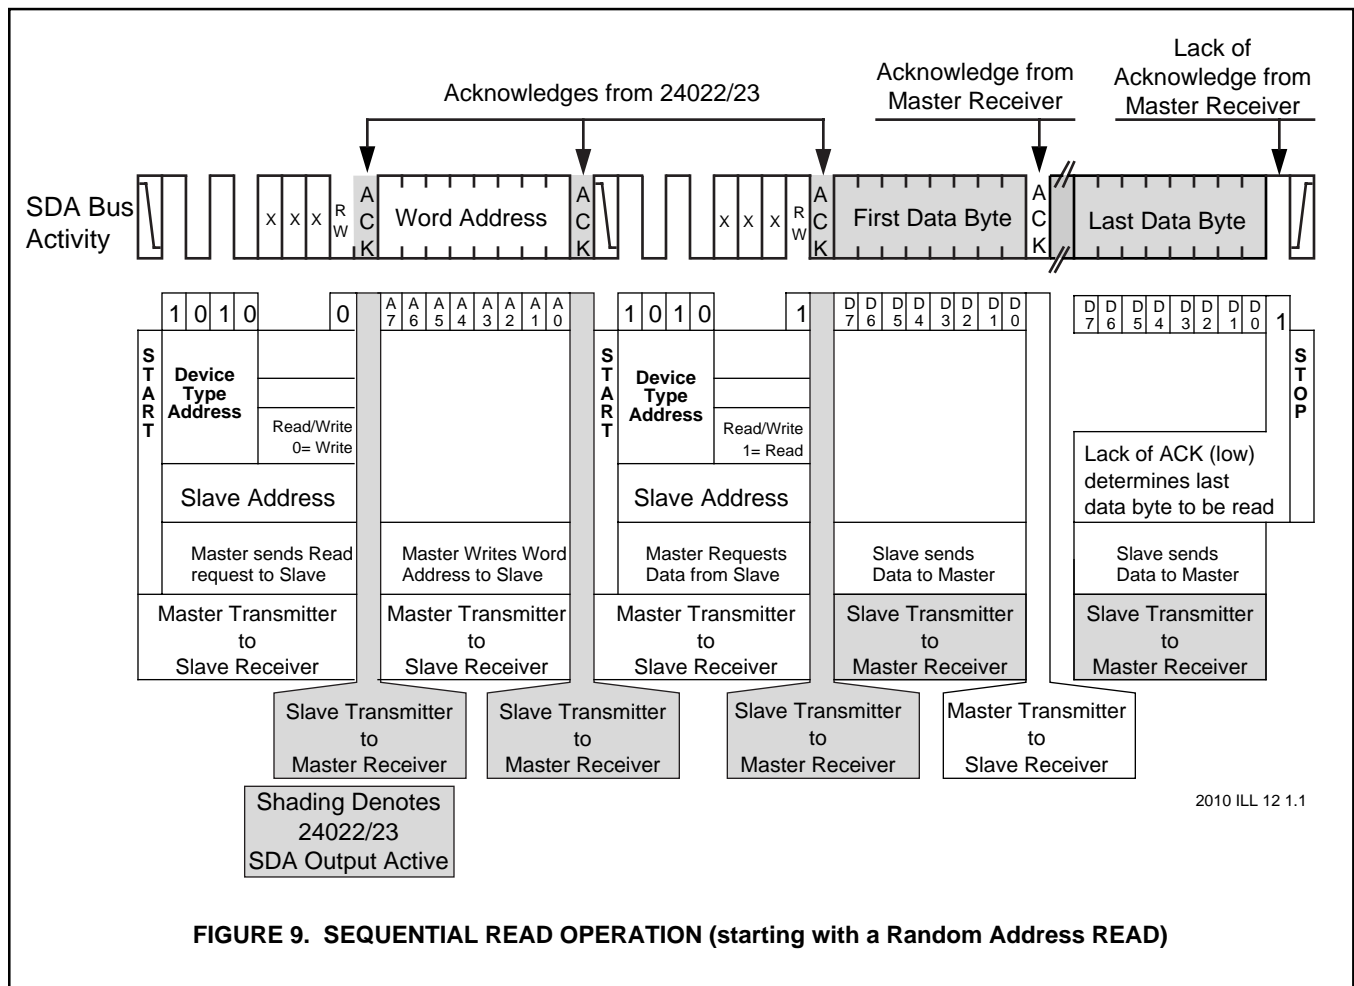 Lack of
Acknowledge from
Master Receiver
Acknowledge from
Master Receiver
Acknowledges from 24022/23
SDA Bus
Activity
X X X R W
A C K
Word Address
A C K
X X X R W
A C K
First Data Byte
A C K
Last Data Byte
1 0 1 0
0
A7 A6 A5 A4 A3 A2 A1 A0
1 0 1 0
1
D7 D6 D5 D4 D3 D2 D1 D0
D7 D6 D5 D4 D3 D2 D1 D0
1
START
Device
Type
Address
Read/Write
0= Write
Slave Address
START
Device
Type
Address
Read/Write
1= Read
Slave Address
Lack of ACK (low)
determines last
data byte to be read
STOP
Master sends Read
request to Slave
Master Writes Word
Address to Slave
Master Requests
Data from Slave
Slave sends
Data to Master
Slave sends
Data to Master
Master Transmitter
to
Slave Receiver
Master Transmitter
to
Slave Receiver
Master Transmitter
to
Slave Receiver
Slave Transmitter
to
Master Receiver
Slave Transmitter
to
Master Receiver
Slave Transmitter
to
Master Receiver
Slave Transmitter
to
Master Receiver
Slave Transmitter
to
Master Receiver
Master Transmitter
to
Slave Receiver
Shading Denotes
24022/23
SDA Output Active
2010 ILL 12 1.1
FIGURE 9. SEQUENTIAL READ OPERATION (starting with a Random Address READ)